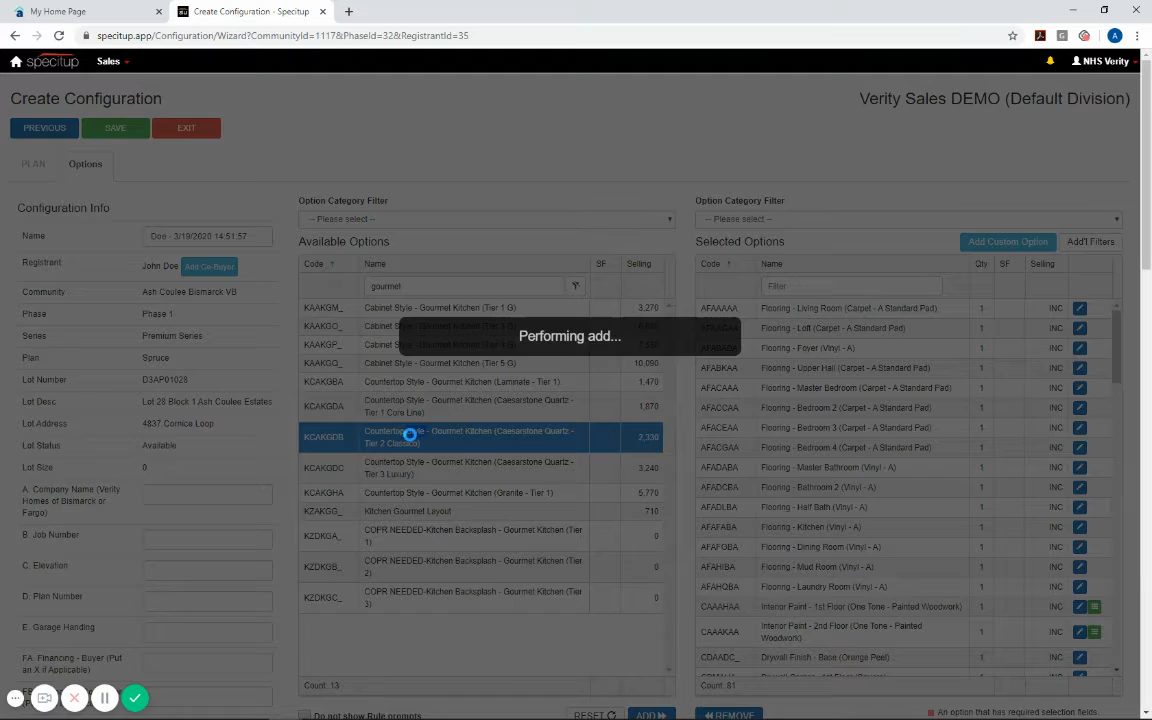 My Home Page
Create Configuration - Specitup
specitup.app/Configuration/Wizard?CommunityId=1117&PhaseId=32&RegistrantId=35
specitup
Sales
NHS Verity
Create Configuration
Verity Sales DEMO (Default Division)
PREVIOUS
SAVE
EXIT
PLAN
Options
Configuration Info
Name
Doe - 3/19/2020 14:51:57
Registrant
John Doe
Add Co-Buyer
Community
Ash Coulee Bismarck VB
Phase
Phase 1
Series
Premium Series
Plan
Spruce
Lot Number
D3AP01028
Lot Desc
Lot 28 Block 1 Ash Coulee Estates
Lot Address
4837 Cornice Loop
Lot Status
Available
Lot Size
0
A. Company Name (Verity
Homes of Bismarck or
Fargo)
B. Job Number
C. Elevation
D. Plan Number
E. Garage Handing
FA. Financing - Buyer (Put
an X if Applicable)
Option Category Filter
-- Please select --
Available Options
Code
Name
SF
Selling
gourmel
KAAKGM_ Cabinet Style - Gourmet Kitchen (Tier 1 G) 3,270
Cabinet
KAAKGQ_ Cabinet Style - Gourmet Kitchen (Tier 5 G) 10,090
KCAKGBA Countertop Style - Gourmet Kitchen (Laminate - Tier 1) 1,470
KCAKGDA Countertop Style - Gourmet Kitchen (Caesarstone Quartz -
Tier 1 Core Line) 1,870
KCAKGDB Countertop Style - Gourmet Kitchen (Caesarstone Quartz -
Tier 2 Classico) 2,330
KCAKGDC Countertop Style - Gourmet Kitchen (Caesarstone Quartz -
Tier 3 Luxury) 3,240
KCAKGHA Countertop Style - Gourmet Kitchen (Granite - Tier 1) 5,770
KZAKGG_ Kitchen Gourmet Layout 710
KZDKGA_ COPR NEEDED-Kitchen Backsplash - Gourmet Kitchen (Tier
1) 0
KZDKGB_ COPR NEEDED-Kitchen Backsplash - Gourmet Kitchen (Tier
2) 0
KZDKGC_ COPR NEEDED-Kitchen Backsplash - Gourmet Kitchen (Tier
3) 0
Count: 13
Do not show Rule prompts
RESET
ADD
Performing add...
Option Category Filter
-- Please select --
Selected Options
Add Custom Option
Add'l Filters
Code
Name
Qty
SF
Selling
Filter
AFAAAAA Flooring - Living Room (Carpet - A Standard Pad) 1 INC
Flooring - Loft (Carpet - A Standard Pad) 1 INC
Flooring - Foyer (Vinyl - A) 1 INC
AFABKAA Flooring - Upper Hall (Carpet - A Standard Pad) 1 INC
AFACAAA Flooring - Master Bedroom (Carpet - A Standard Pad) 1 INC
AFACCAA Flooring - Bedroom 2 (Carpet - A Standard Pad) 1 INC
AFACEAA Flooring - Bedroom 3 (Carpet - A Standard Pad) 1 INC
AFACGAA Flooring - Bedroom 4 (Carpet - A Standard Pad) 1 INC
AFADABA Flooring - Master Bathroom (Vinyl - A) 1 INC
AFADCBA Flooring - Bathroom 2 (Vinyl - A) 1 INC
AFADLBA Flooring - Half Bath (Vinyl - A) 1 INC
AFAFABA Flooring - Kitchen (Vinyl - A) 1 INC
AFAFGBA Flooring - Dining Room (Vinyl - A) 1 INC
AFAHIBA Flooring - Mud Room (Vinyl - A) 1 INC
AFAHQBA Flooring - Laundry Room (Vinyl - A) 1 INC
CAAAHAA Interior Paint - 1st Floor (One Tone - Painted Woodwork) 1 INC
CAAAKAA Interior Paint - 2nd Floor (One Tone - Painted
Woodwork) 1 INC
CDAADC_ Drywall Finish - Base (Orange Peel) 1 INC
Count: 81
REMOVE
An option that has required selection fields.